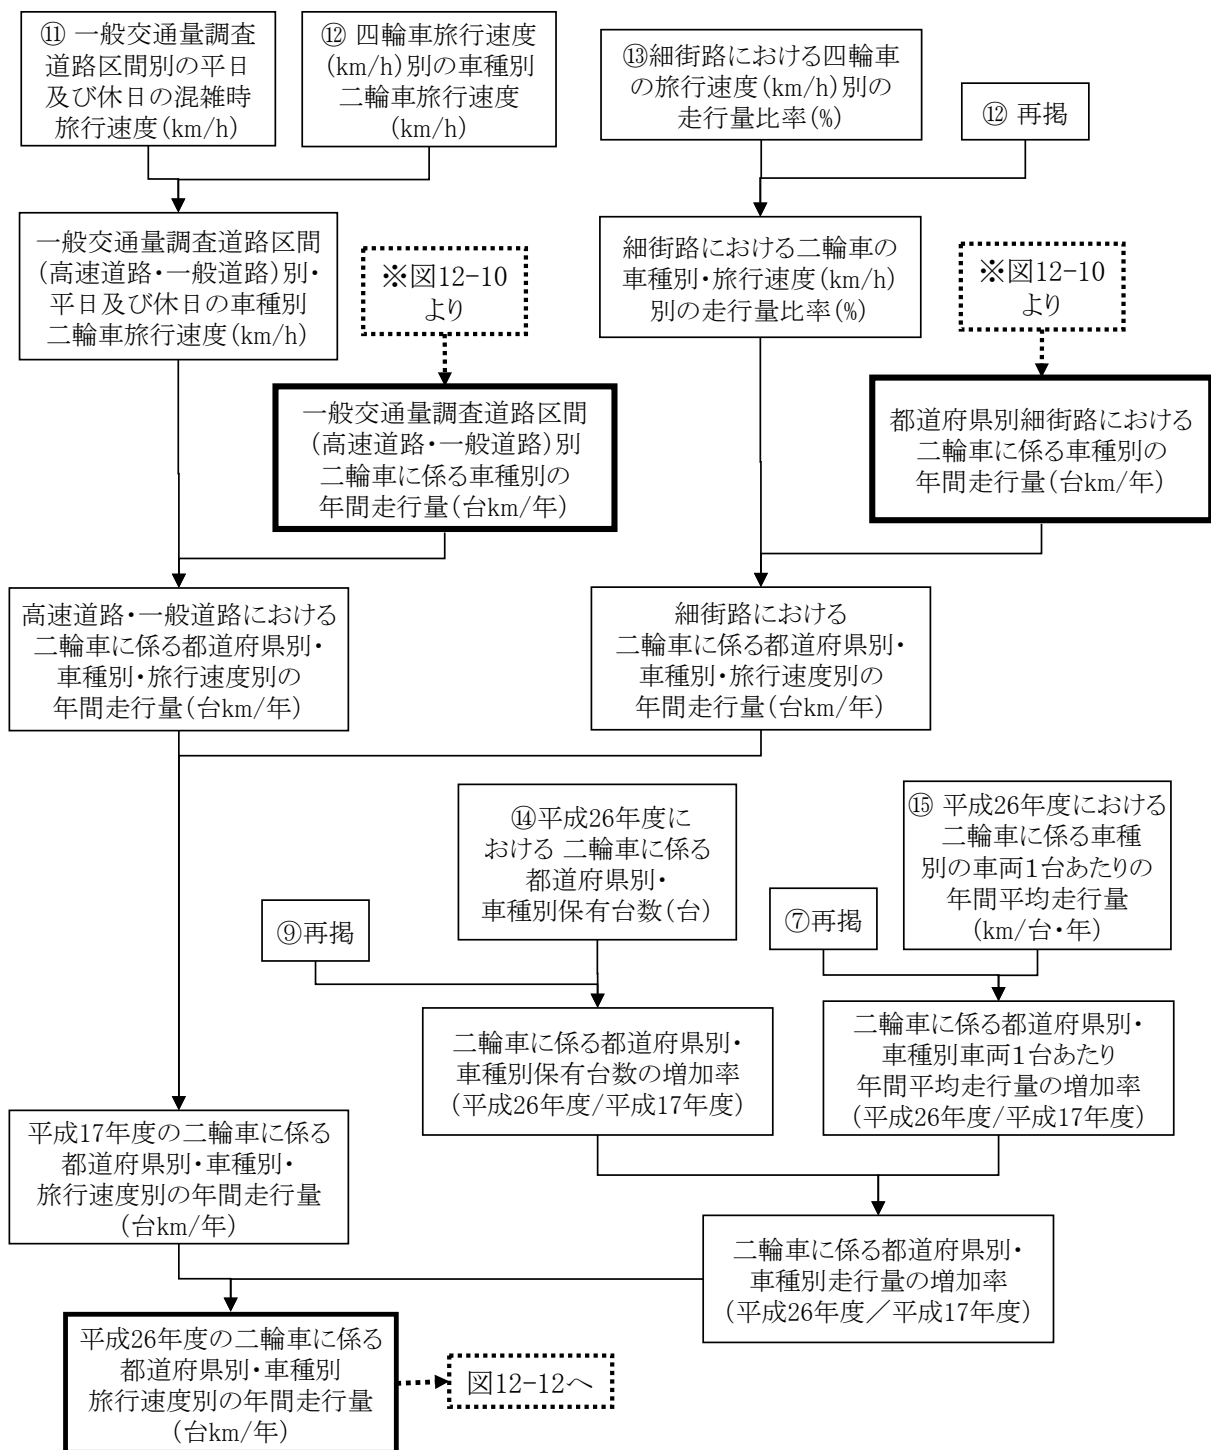 ⑪ 一般交通量調査
道路区間別の平日
及び休日の混雑時
旅行速度(km/h)
⑫ 四輪車旅行速度
(km/h)別の車種別
二輪車旅行速度
(km/h)
⑬細街路における四輪車
の旅行速度(km/h)別の
走行量比率(%)
⑫ 再掲
一般交通量調査道路区間
(高速道路・一般道路)別・
平日及び休日の車種別
二輪車旅行速度(km/h)
※図12-10
より
細街路における二輪車の
車種別・旅行速度(km/h)
別の走行量比率(%)
※図12-10
より
一般交通量調査道路区間
(高速道路・一般道路)別
二輪車に係る車種別の
年間走行量(台km/年)
都道府県別細街路における
二輪車に係る車種別の
年間走行量(台km/年)
高速道路・一般道路における
二輪車に係る都道府県別・
車種別・旅行速度別の
年間走行量(台km/年)
細街路における
二輪車に係る都道府県別・
車種別・旅行速度別の
年間走行量(台km/年)
⑭平成26年度に
おける 二輪車に係る
都道府県別・
車種別保有台数(台)
⑨再掲
⑮ 平成26年度における
二輪車に係る車種
別の車両1台あたりの
年間平均走行量
(km/台・年)
⑦再掲
二輪車に係る都道府県別・
車種別保有台数の増加率
(平成26年度/平成17年度)
二輪車に係る都道府県別・
車種別車両1台あたり
年間平均走行量の増加率
(平成26年度/平成17年度)
平成17年度の二輪車に係る
都道府県別・車種別・
旅行速度別の年間走行量
(台km/年)
二輪車に係る都道府県別・
車種別走行量の増加率
(平成26年度／平成17年度)
平成26年度の二輪車に係る
都道府県別・車種別
旅行速度別の年間走行量
(台km/年)
図12-12へ